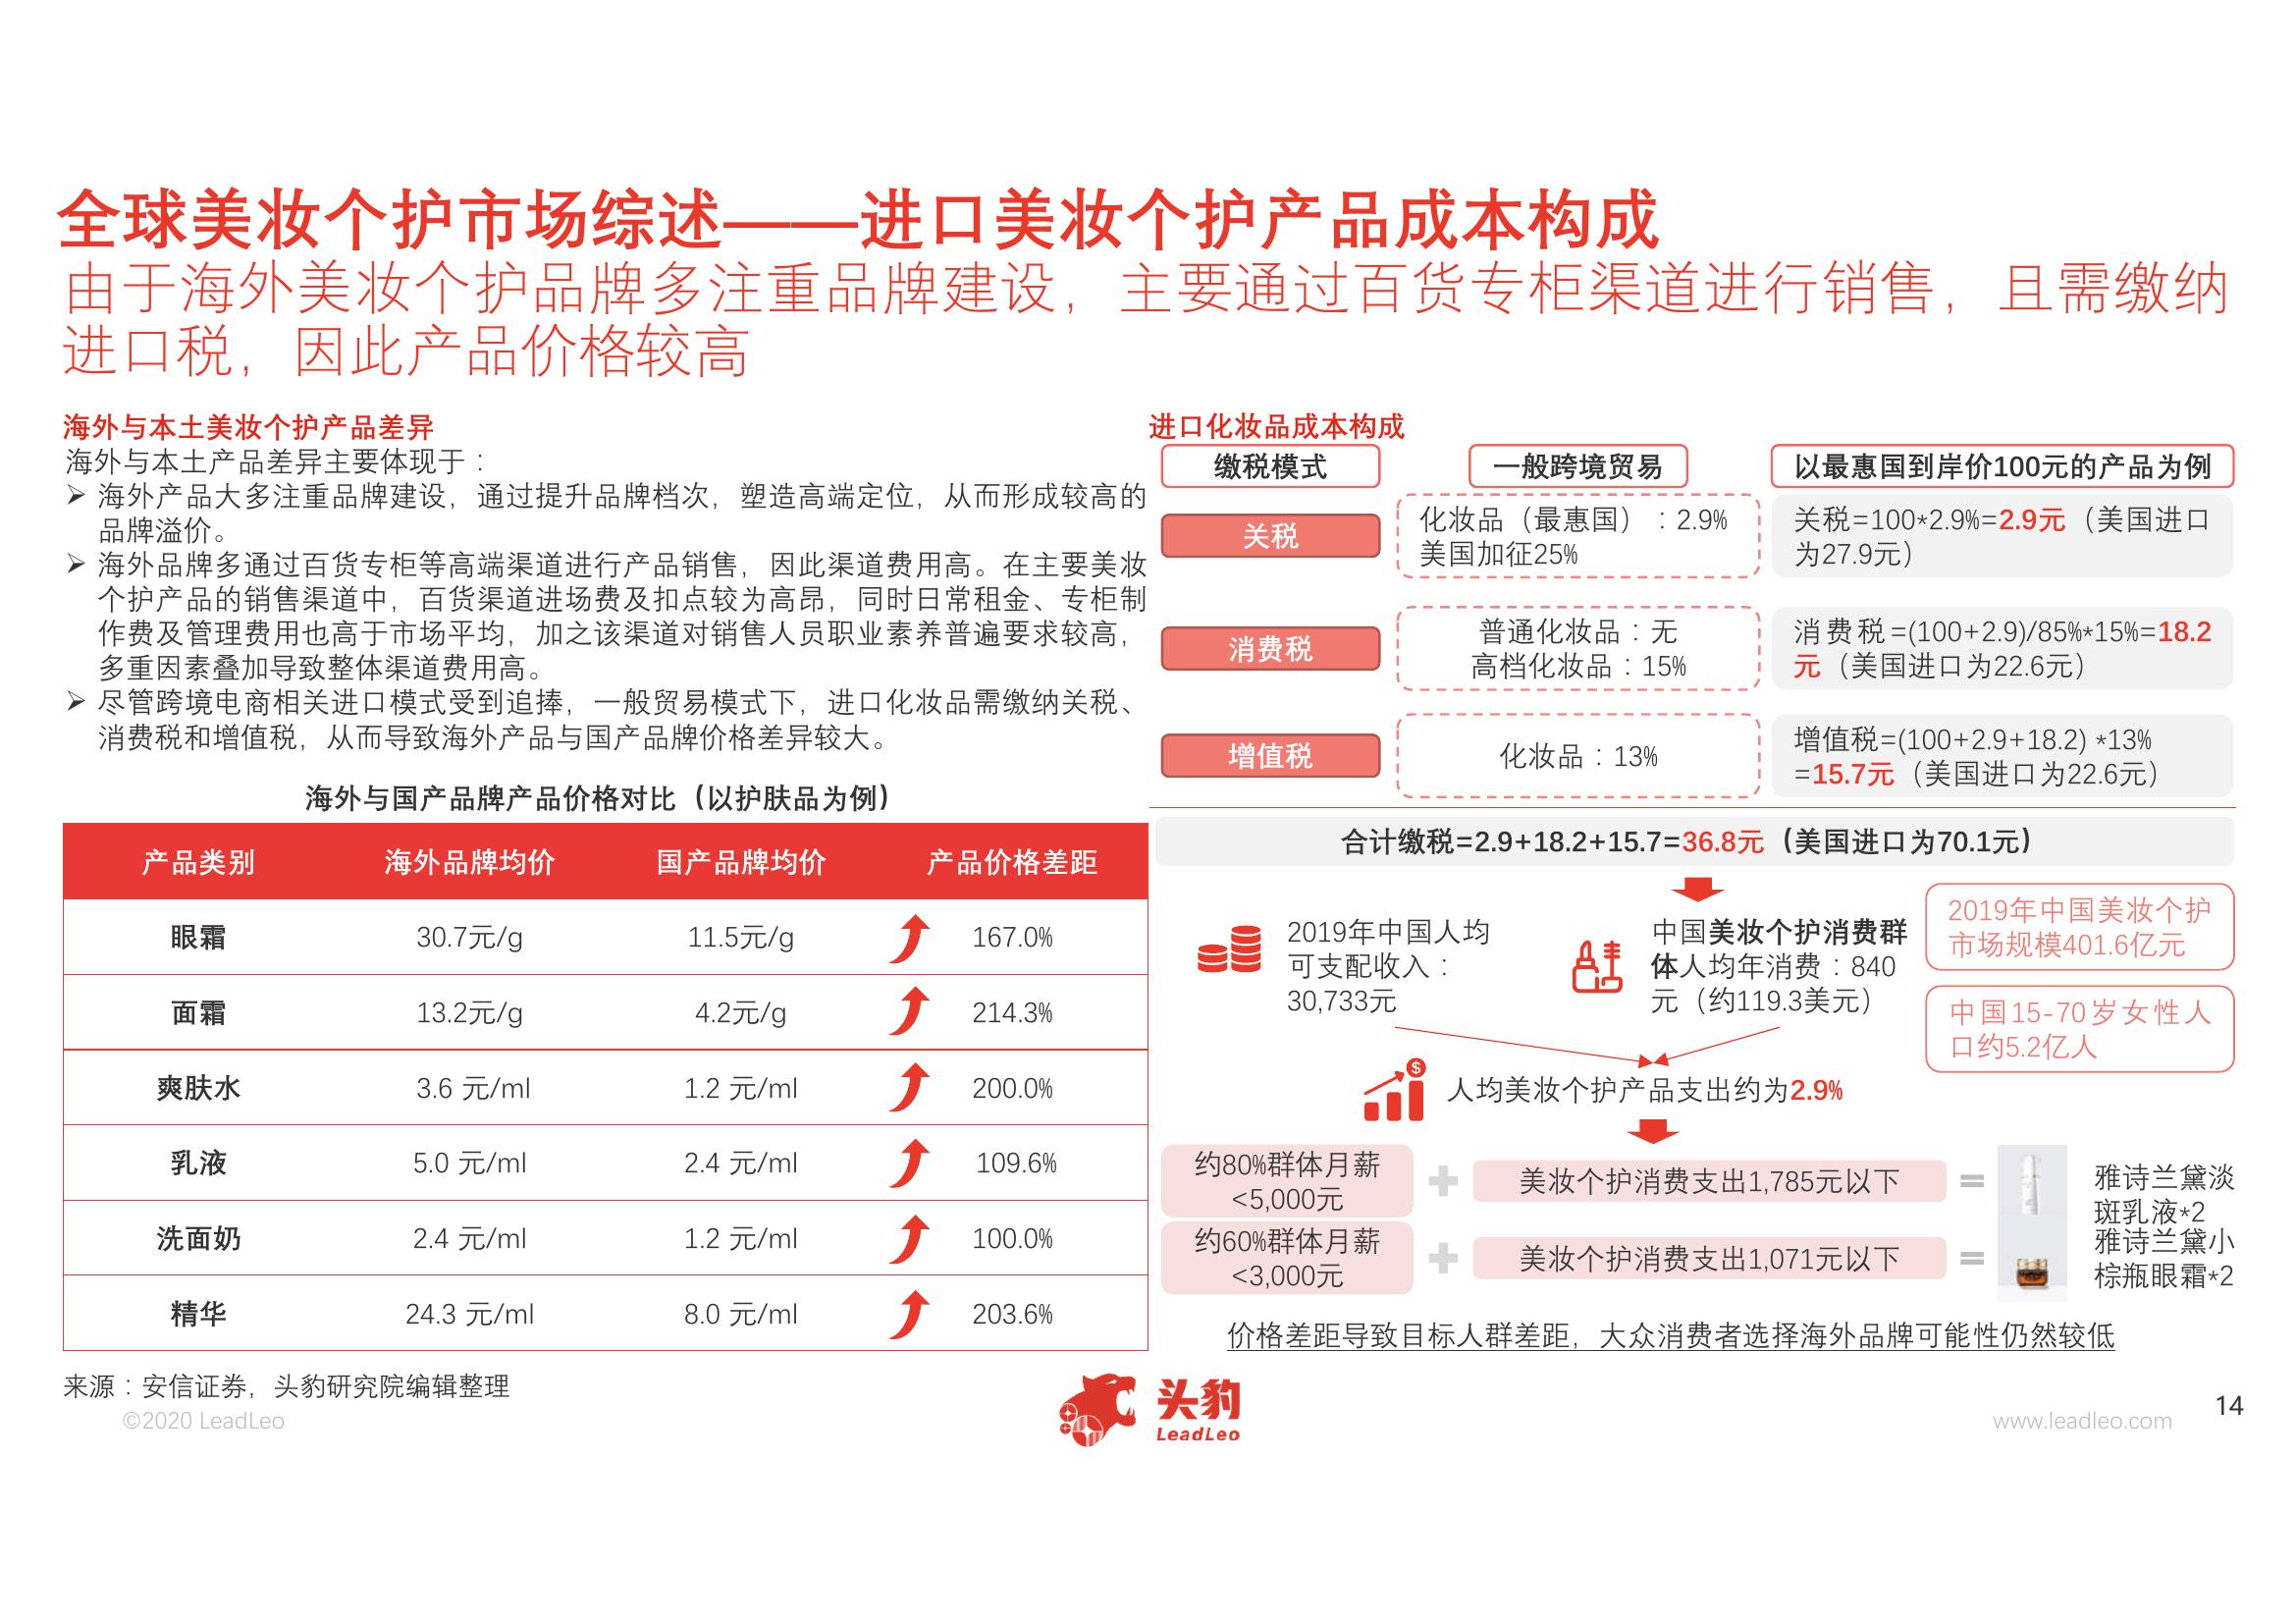 全球美妆个护市场综述——进口美妆个护产品成本构成
由于海外美妆个护品牌多注重品牌建设，主要通过百货专柜渠道进行销售，且需缴纳
进口税，因此产品价格较高
海外与本土美妆个护产品差异
海外与本土产品差异主要体现于：
➢ 海外产品大多注重品牌建设，通过提升品牌档次，塑造高端定位，从而形成较高的
品牌溢价。
➢ 海外品牌多通过百货专柜等高端渠道进行产品销售，因此渠道费用高。在主要美妆
个护产品的销售渠道中，百货渠道进场费及扣点较为高昂，同时日常租金、专柜制
作费及管理费用也高于市场平均，加之该渠道对销售人员职业素养普遍要求较高，
多重因素叠加导致整体渠道费用高。
➢ 尽管跨境电商相关进口模式受到追捧，一般贸易模式下，进口化妆品需缴纳关税、
消费税和增值税，从而导致海外产品与国产品牌价格差异较大。
海外与国产品牌产品价格对比（以护肤品为例）
产品类别 海外品牌均价 国产品牌均价 产品价格差距
眼霜 30.7元/g 11.5元/g 167.0%
面霜 13.2元/g 4.2元/g 214.3%
爽肤水 3.6 元/ml 1.2 元/ml 200.0%
乳液 5.0 元/ml 2.4 元/ml 109.6%
洗面奶 2.4 元/ml 1.2 元/ml 100.0%
精华 24.3 元/ml 8.0 元/ml 203.6%
进口化妆品成本构成
缴税模式 一般跨境贸易 以最惠国到岸价100元的产品为例
关税
化妆品（最惠国）：2.9%
美国加征25%
关税=100*2.9%=2.9元（美国进口
为27.9元）
消费税
普通化妆品：无
高档化妆品：15%
消费税=(100+2.9)/85%*15%=18.2
元（美国进口为22.6元）
增值税
化妆品：13%
增值税=(100+2.9+18.2) *13%
=15.7元（美国进口为22.6元）
合计缴税=2.9+18.2+15.7=36.8元（美国进口为70.1元）
2019年中国人均
可支配收入：
30,733元
中国美妆个护消费群
体人均年消费：840
元（约119.3美元）
2019年中国美妆个护
市场规模401.6亿元
中国15-70岁女性人
口约5.2亿人
$
人均美妆个护产品支出约为2.9%
约80%群体月薪
<5,000元
+
美妆个护消费支出1,785元以下
=
雅诗兰黛淡
斑乳液*2
约60%群体月薪
<3,000元
+
美妆个护消费支出1,071元以下
=
雅诗兰黛小
棕瓶眼霜*2
价格差距导致目标人群差距，大众消费者选择海外品牌可能性仍然较低
来源：安信证券，头豹研究院编辑整理
©2020 LeadLeo
头豹
LeadLeo
www.leadleo.com
14